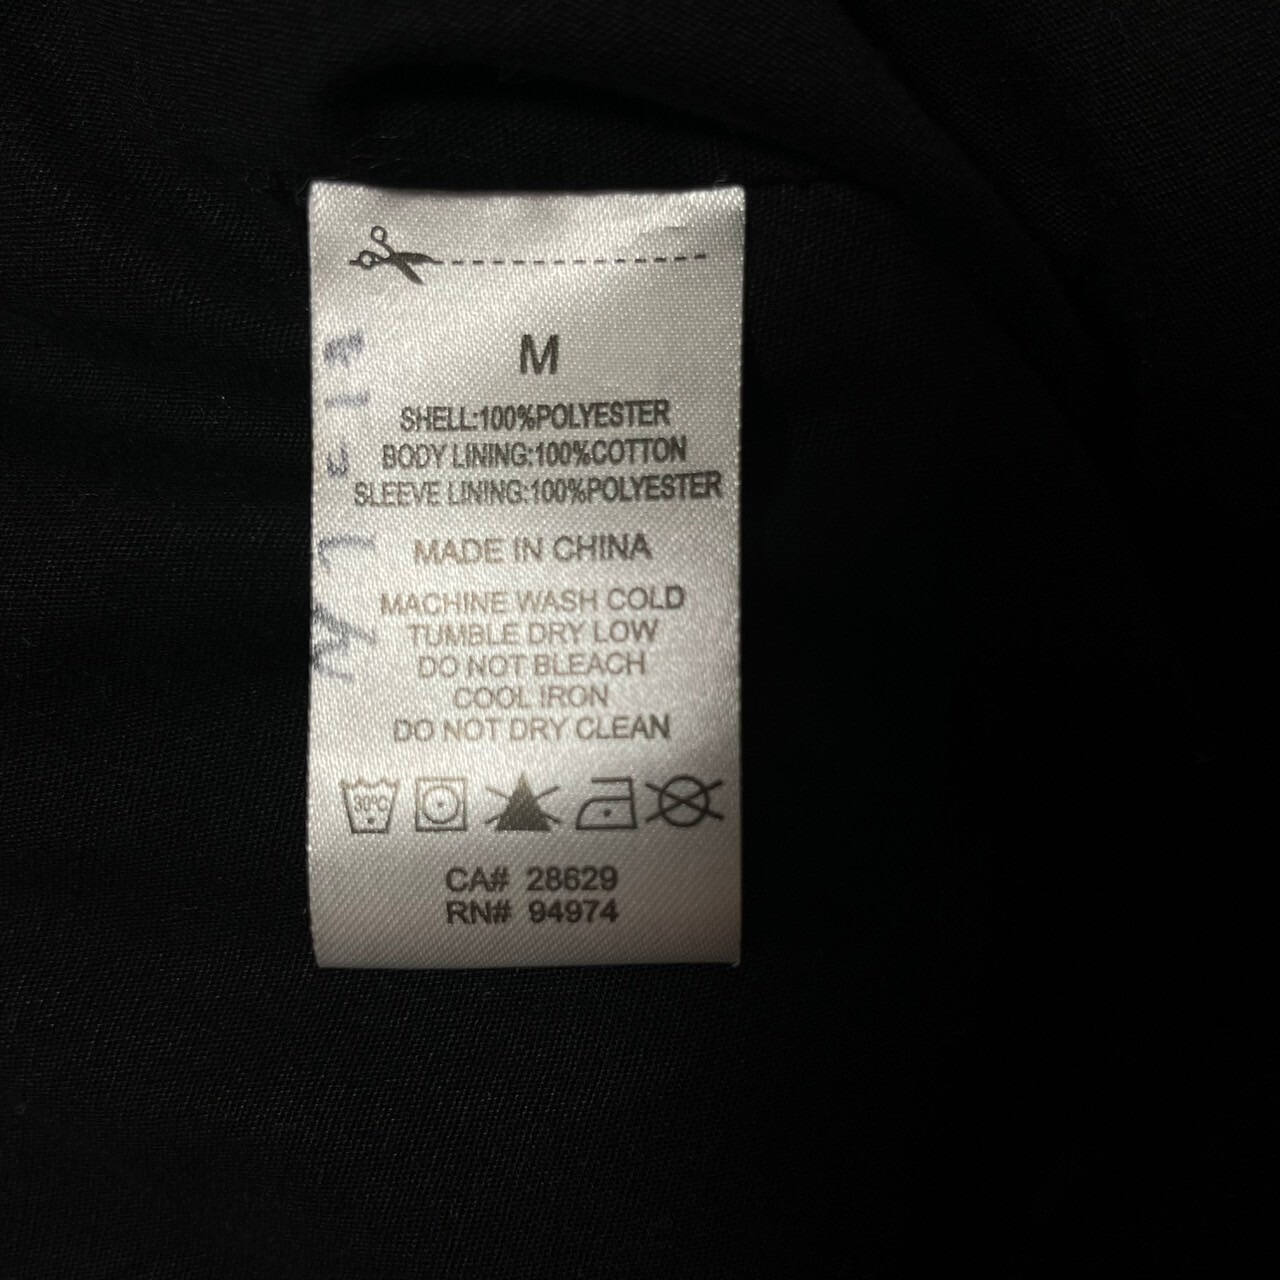 M
SHELL:100%POLYESTER
BODY LINING:100%COTTON
SLEEVE LINING:100%POLYESTER
MADE IN CHINA
MACHINE WASH COLD
TUMBLE DRY LOW
DO NOT BLEACH
COOL IRON
DO NOT DRY CLEAN
30°C
CA# 28629
RN# 94974